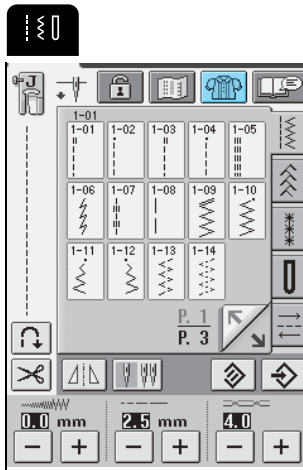 J
1-01
1-01 1-02 1-03 1-04 1-05
1-06 1-07 1-08 1-09 1-10
1-11 1-12 1-13 1-14
P. 1
P. 3
0.0 mm 2.5 mm 4.0
− + − + − +